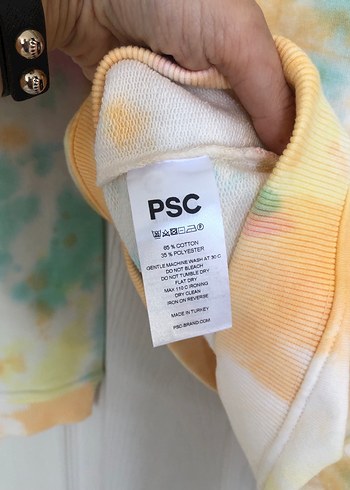 PSC
65 % COTTON
35 % POLYESTER
GENTLE MACHINE WASH AT 30 C
DO NOT BLEACH
DO NOT TUMBLE DRY
FLAT DRY
MAX 110 C IRONING
DRY CLEAN
IRON ON REVERSE
MADE IN TURKEY
PSC-BRAND.COM